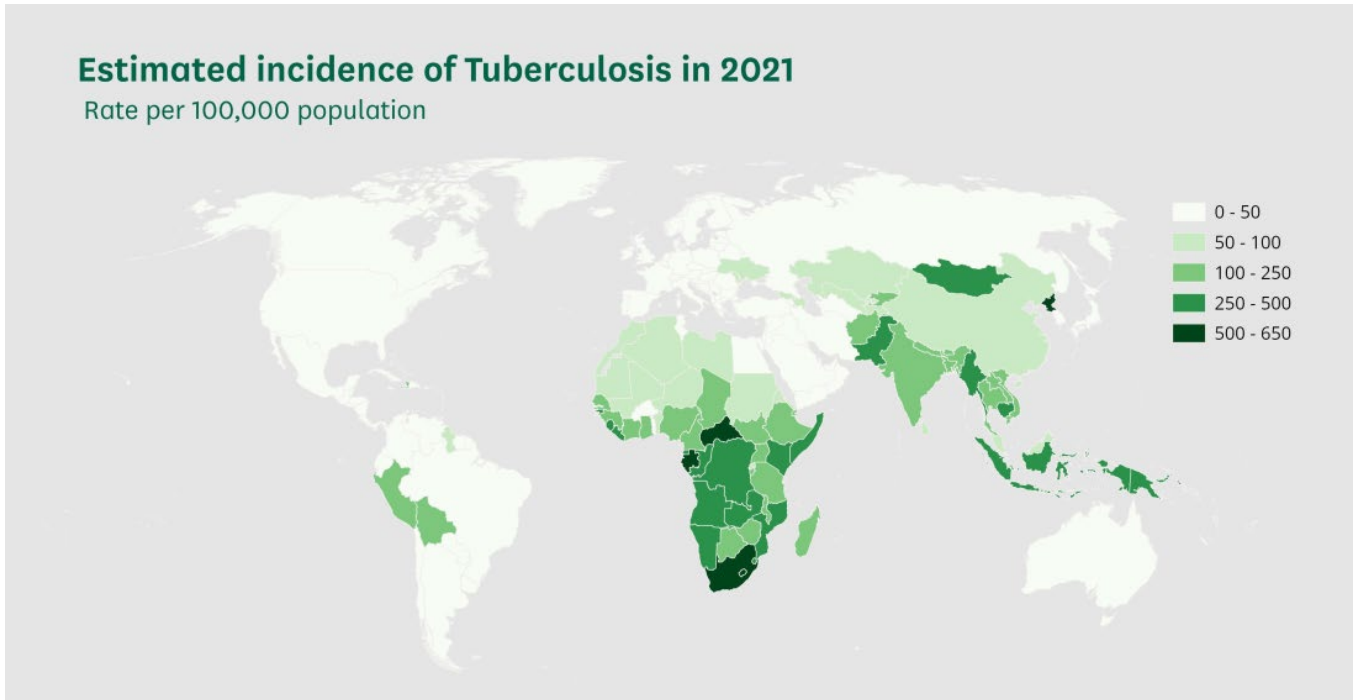 Estimated incidence of Tuberculosis in 2021
Rate per 100,000 population
0 - 50
50 - 100
100 - 250
250 - 500
500 - 650